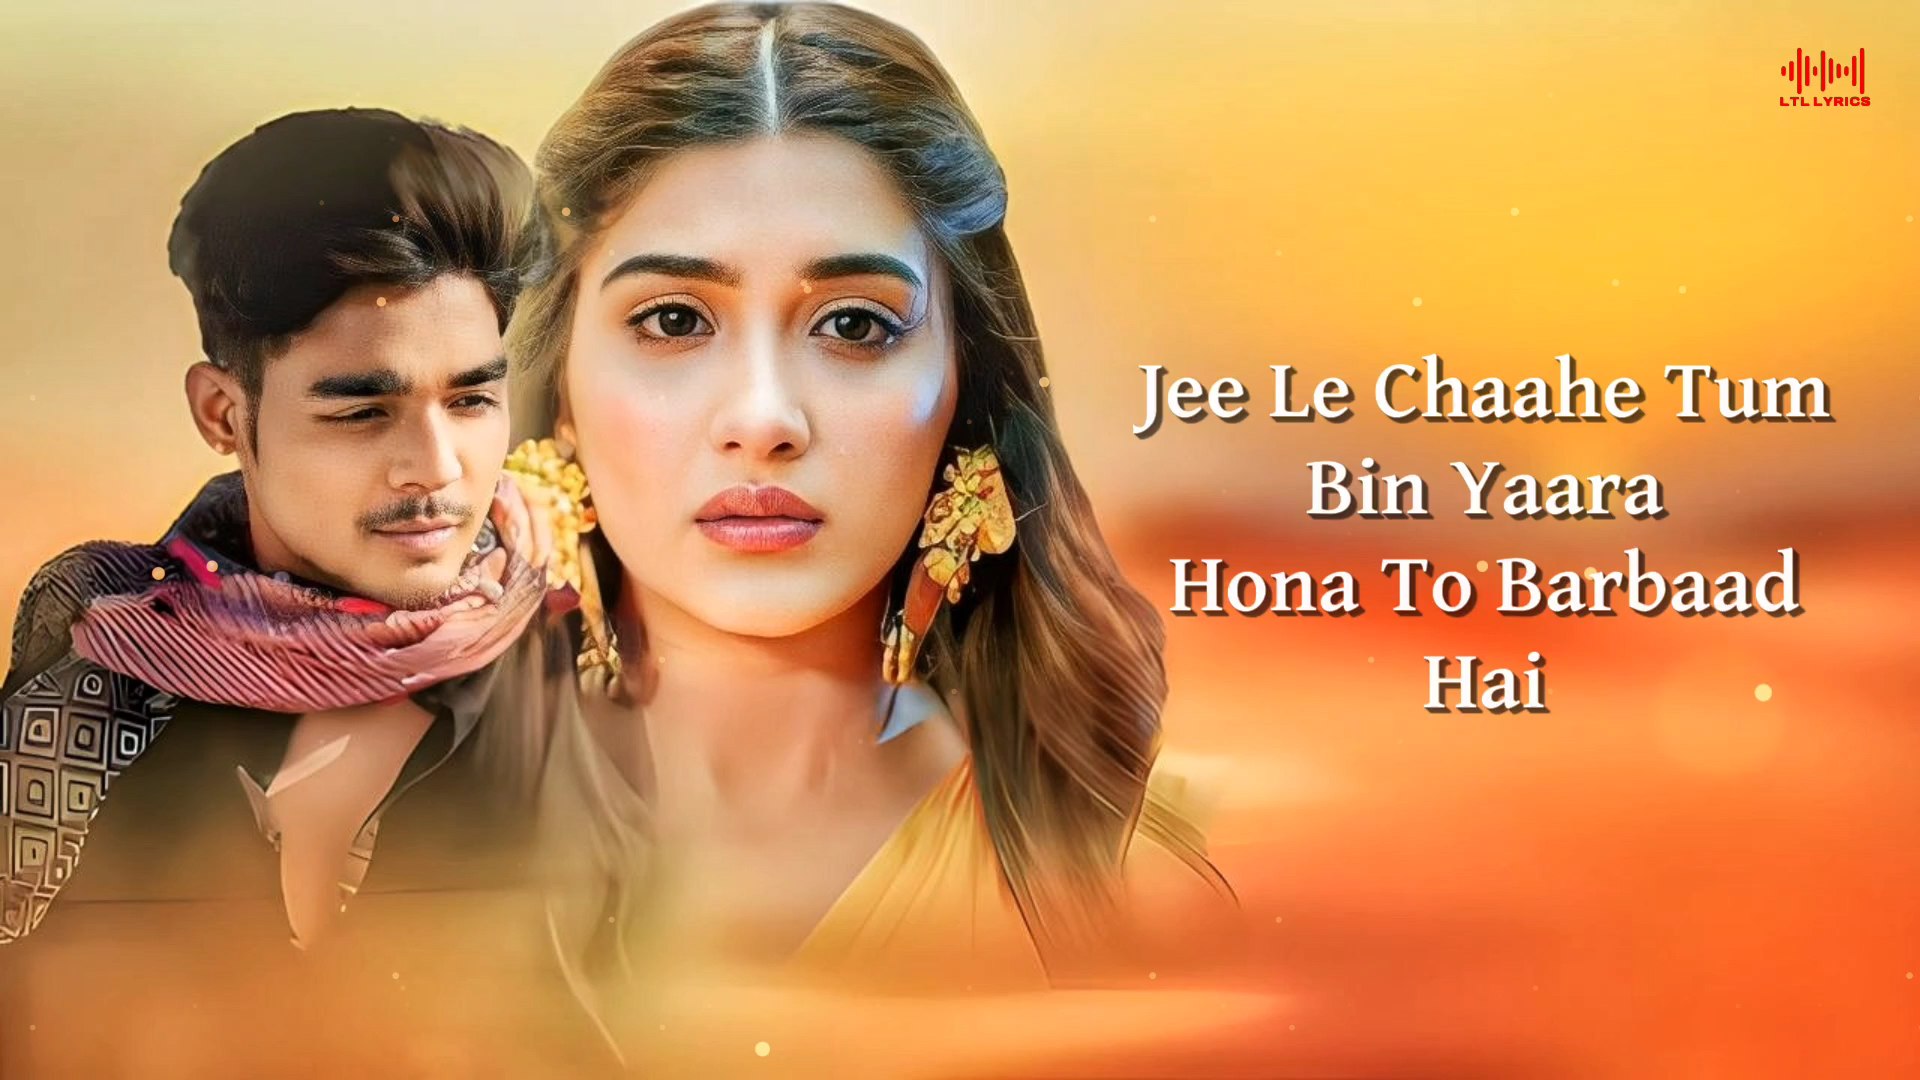 LTL LYRICS
Jee Le Chaahe Tum
Bin Yaara
Hona To Barbaad
Hai